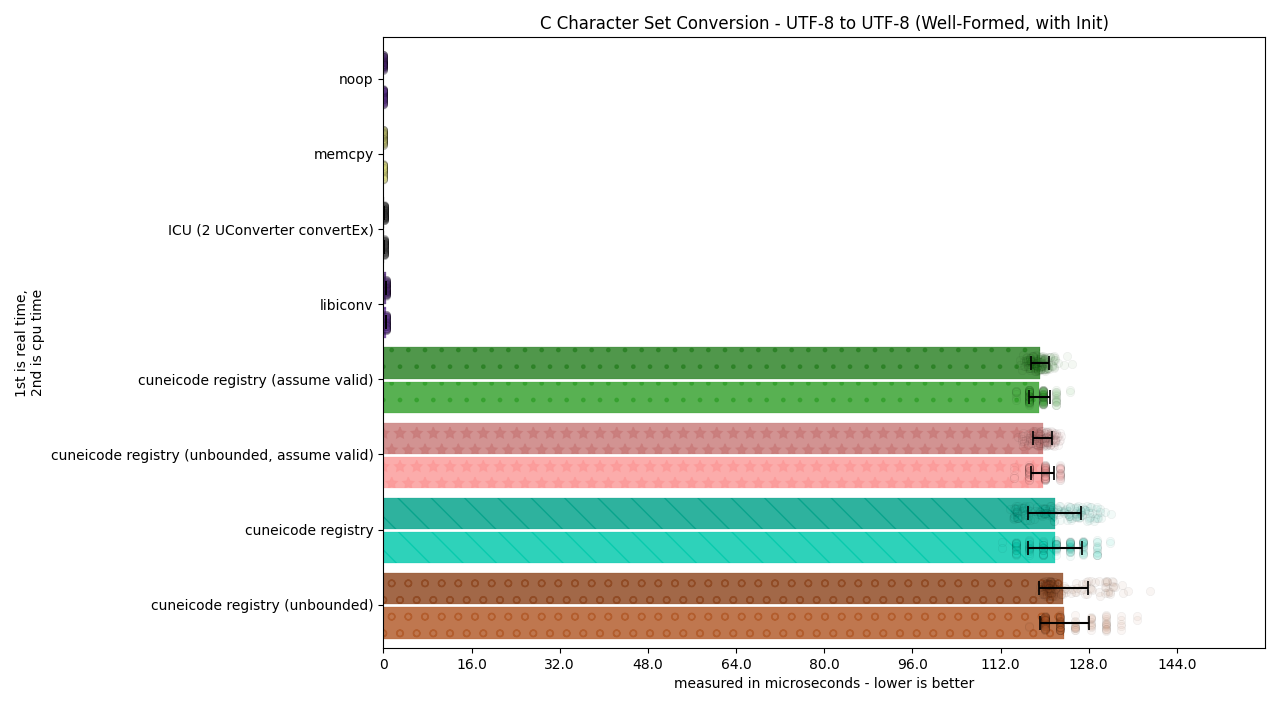 C Character Set Conversion - UTF-8 to UTF-8 (Well-Formed, with Init)
1st is real time,
2nd is cpu time
noop
memcpy
ICU (2 UConverter convertEx)
libiconv
cuneicode registry (assume valid)
cuneicode registry (unbounded, assume valid)
cuneicode registry
cuneicode registry (unbounded)
0 16.0 32.0 48.0 64.0 80.0 96.0 112.0 128.0 144.0
measured in microseconds - lower is better